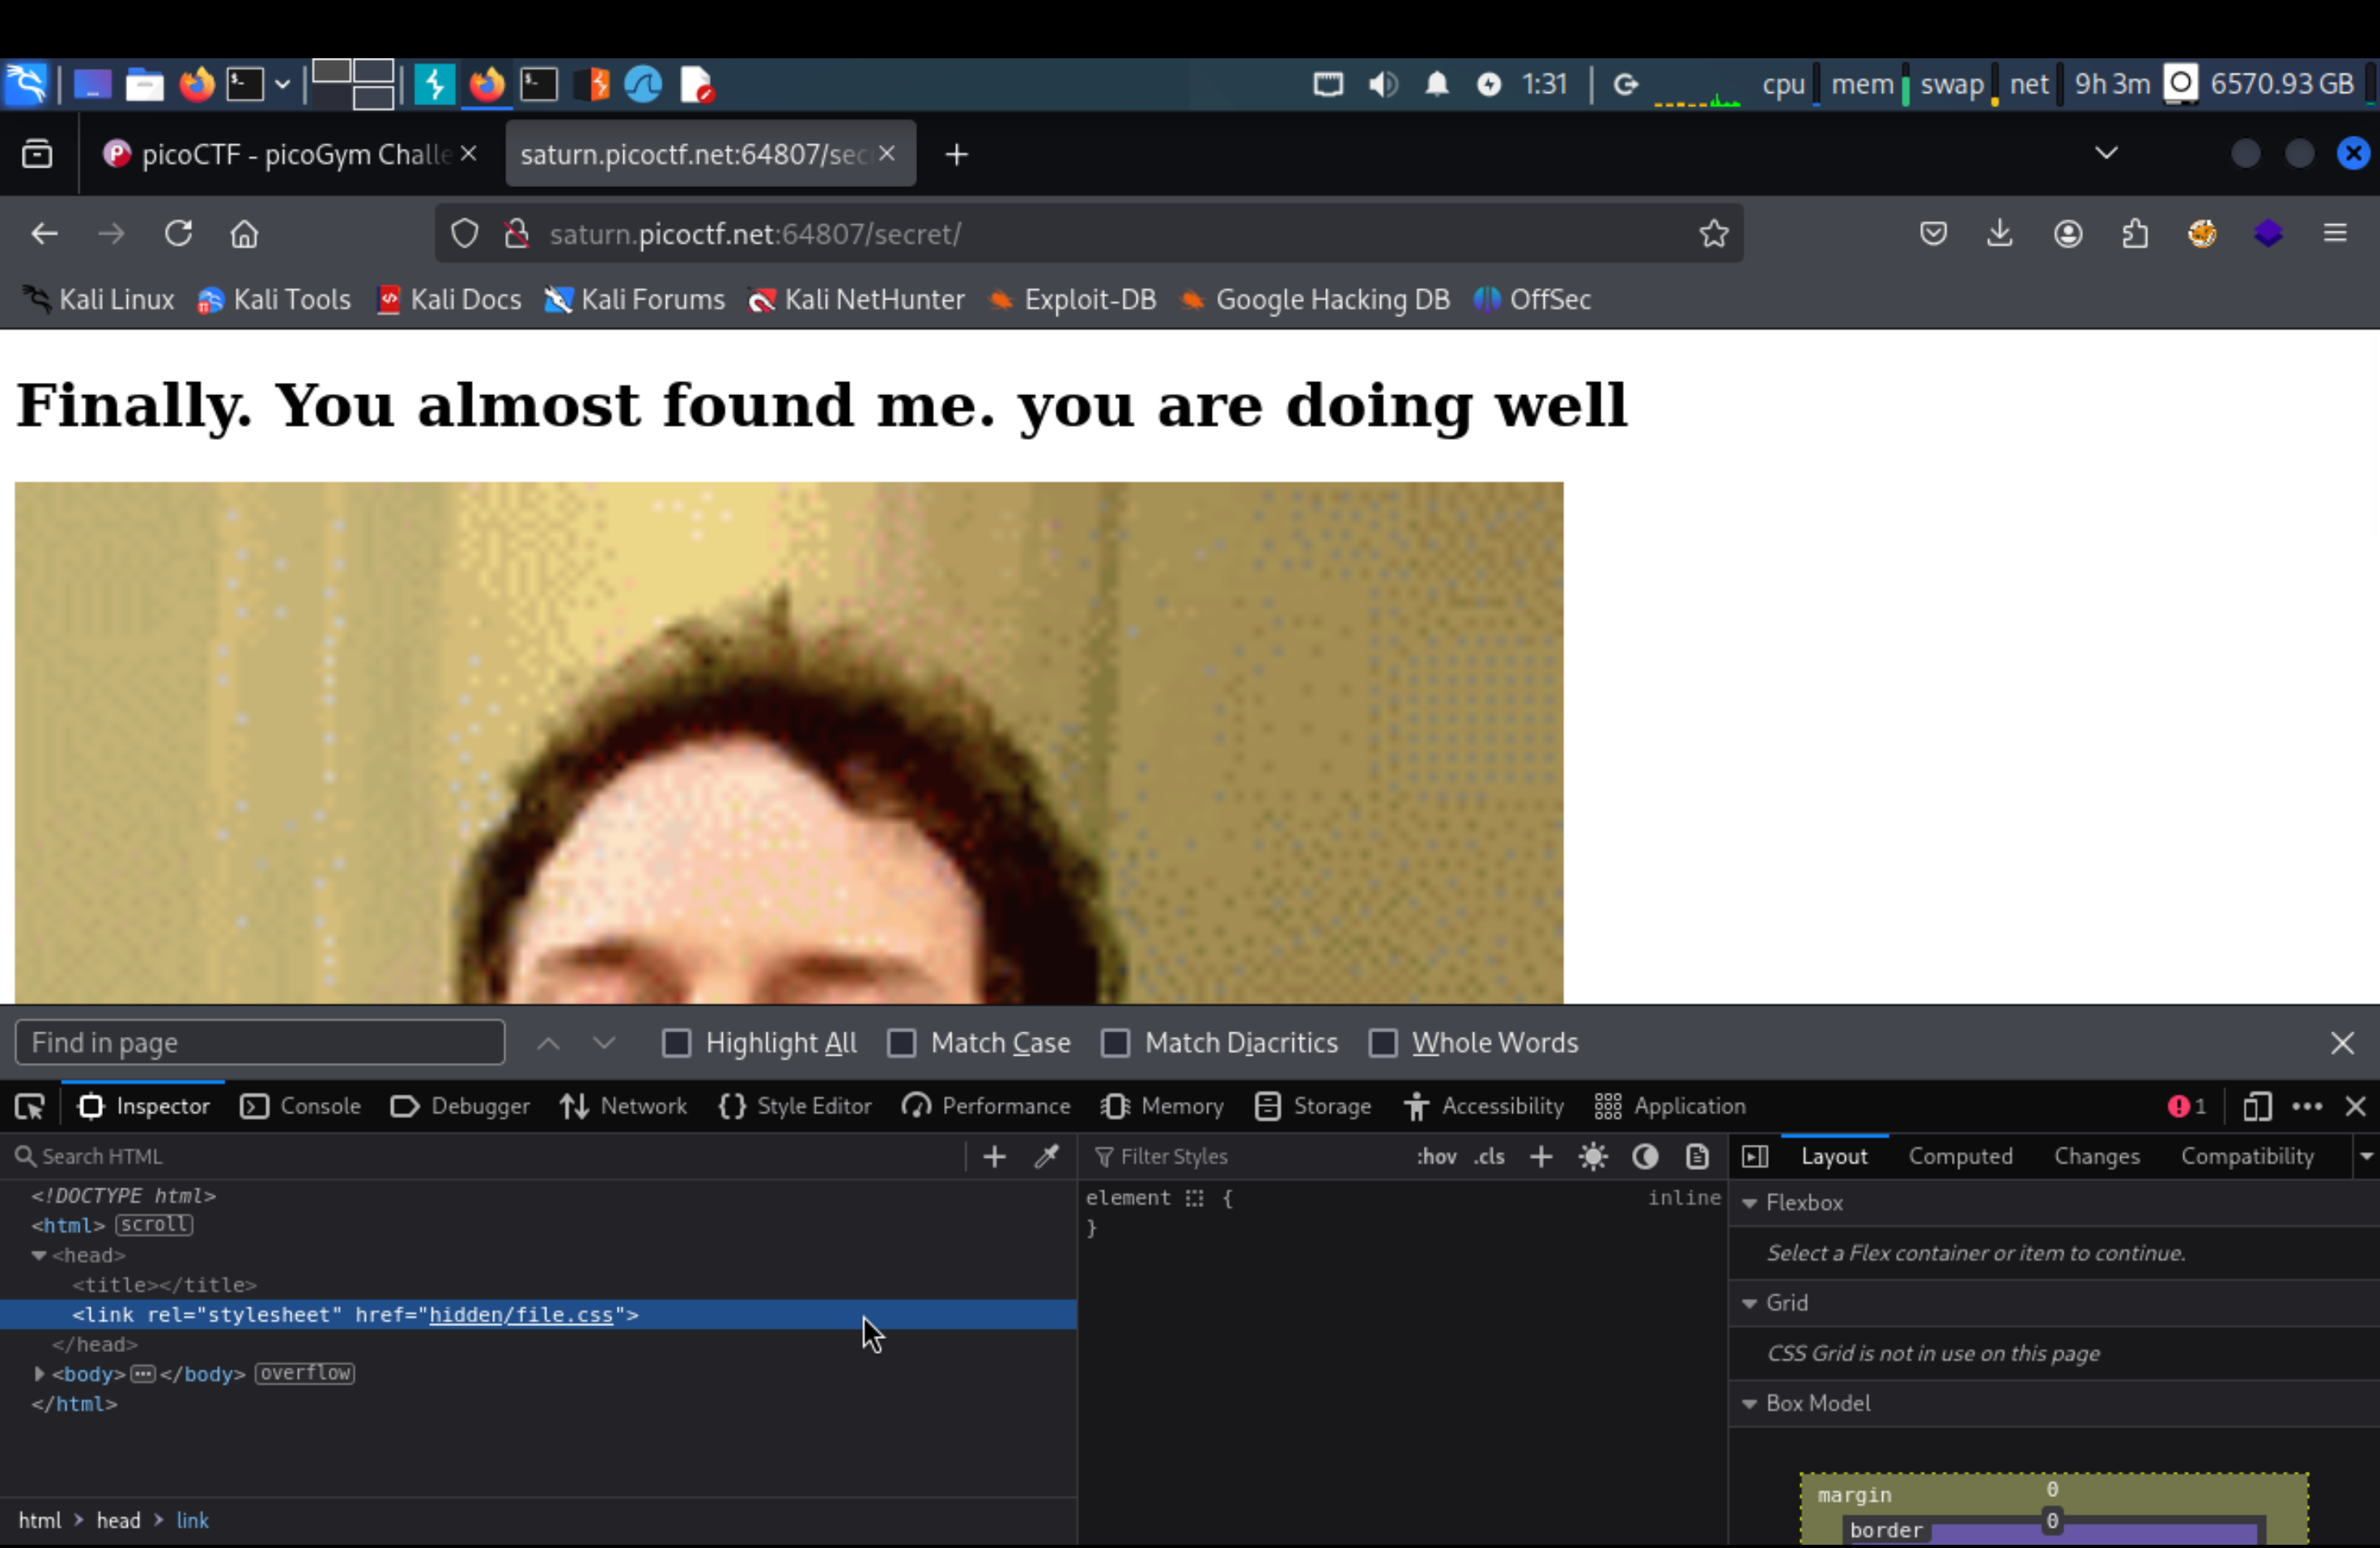 1:31
cpu
mem
swap
net
9h 3m
6570.93 GB
picoCTF - picoGym Challe
saturn.picoctf.net:64807/sec
saturn.picoctf.net:64807/secret/
Kali Linux
Kali Tools
Kali Docs
Kali Forums
Kali NetHunter
Exploit-DB
Google Hacking DB
OffSec
Finally. You almost found me. you are doing well
Find in page
Highlight All
Match Case
Match Diacritics
Whole Words
Inspector
Console
Debugger
Network
Style Editor
Performance
Memory
Storage
Accessibility
Application
1
Search HTML
Filter Styles
:hov
.cls
Layout
Computed
Changes
Compatibility
<!DOCTYPE html>
<html> scroll
<head>
<title></title>
<link rel="stylesheet" href="hidden/file.css">
</head>
<body> ••• </body> overflow
</html>
element { inline
}
Flexbox
Select a Flex container or item to continue.
Grid
CSS Grid is not in use on this page
Box Model
margin
0
border
0
html > head > link